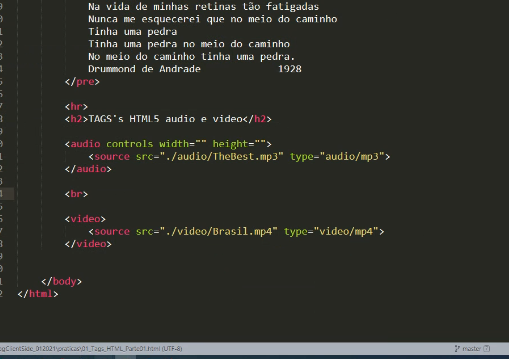 Na vida de minhas retinas tão fatigadas
Nunca me esquecerei que no meio do caminho
Tinha uma pedra
Tinha uma pedra no meio do caminho
No meio do caminho tinha uma pedra.
Drummond de Andrade 1928
</pre>
<hr>
<h2>TAGS's HTML5 audio e video</h2>
<audio controls width="" height="">
<source src="./audio/TheBest.mp3" type="audio/mp3">
</audio>
<br>
<video>
<source src="./video/Brasil.mp4" type="video/mp4">
</video>
</body>
</html>
ogClientSide_012021\praticas\01_Tags_HTML_Parte01.html (UTF-8) master